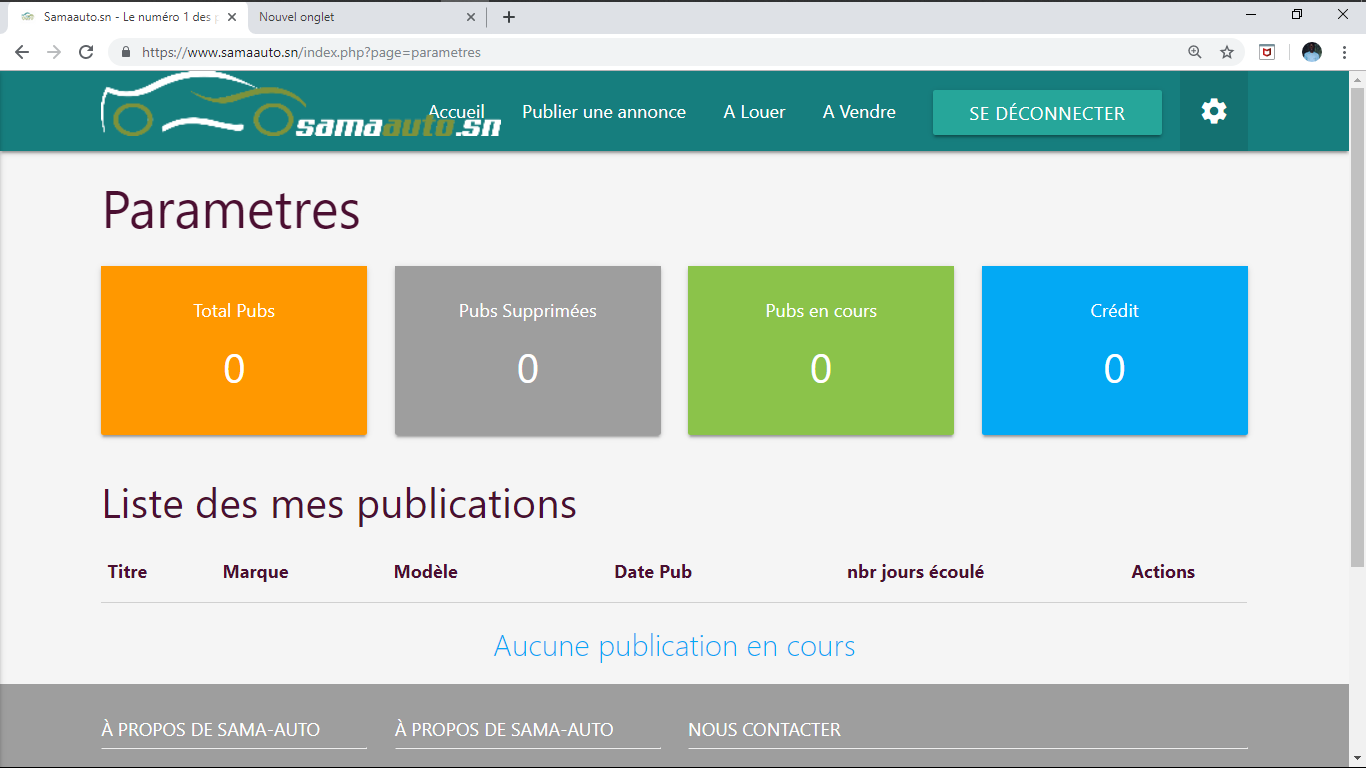 Samaauto.sn - Le numéro 1 des p
Nouvel onglet
https://www.samaauto.sn/index.php?page=parametres
samaauto.sn
Accueil
Publier une annonce
A Louer
A Vendre
SE DÉCONNECTER
Parametres
Total Pubs
0
Pubs Supprimées
0
Pubs en cours
0
Crédit
0
Liste des mes publications
Titre Marque Modèle Date Pub nbr jours écoulé Actions
Aucune publication en cours
À PROPOS DE SAMA-AUTO
À PROPOS DE SAMA-AUTO
NOUS CONTACTER